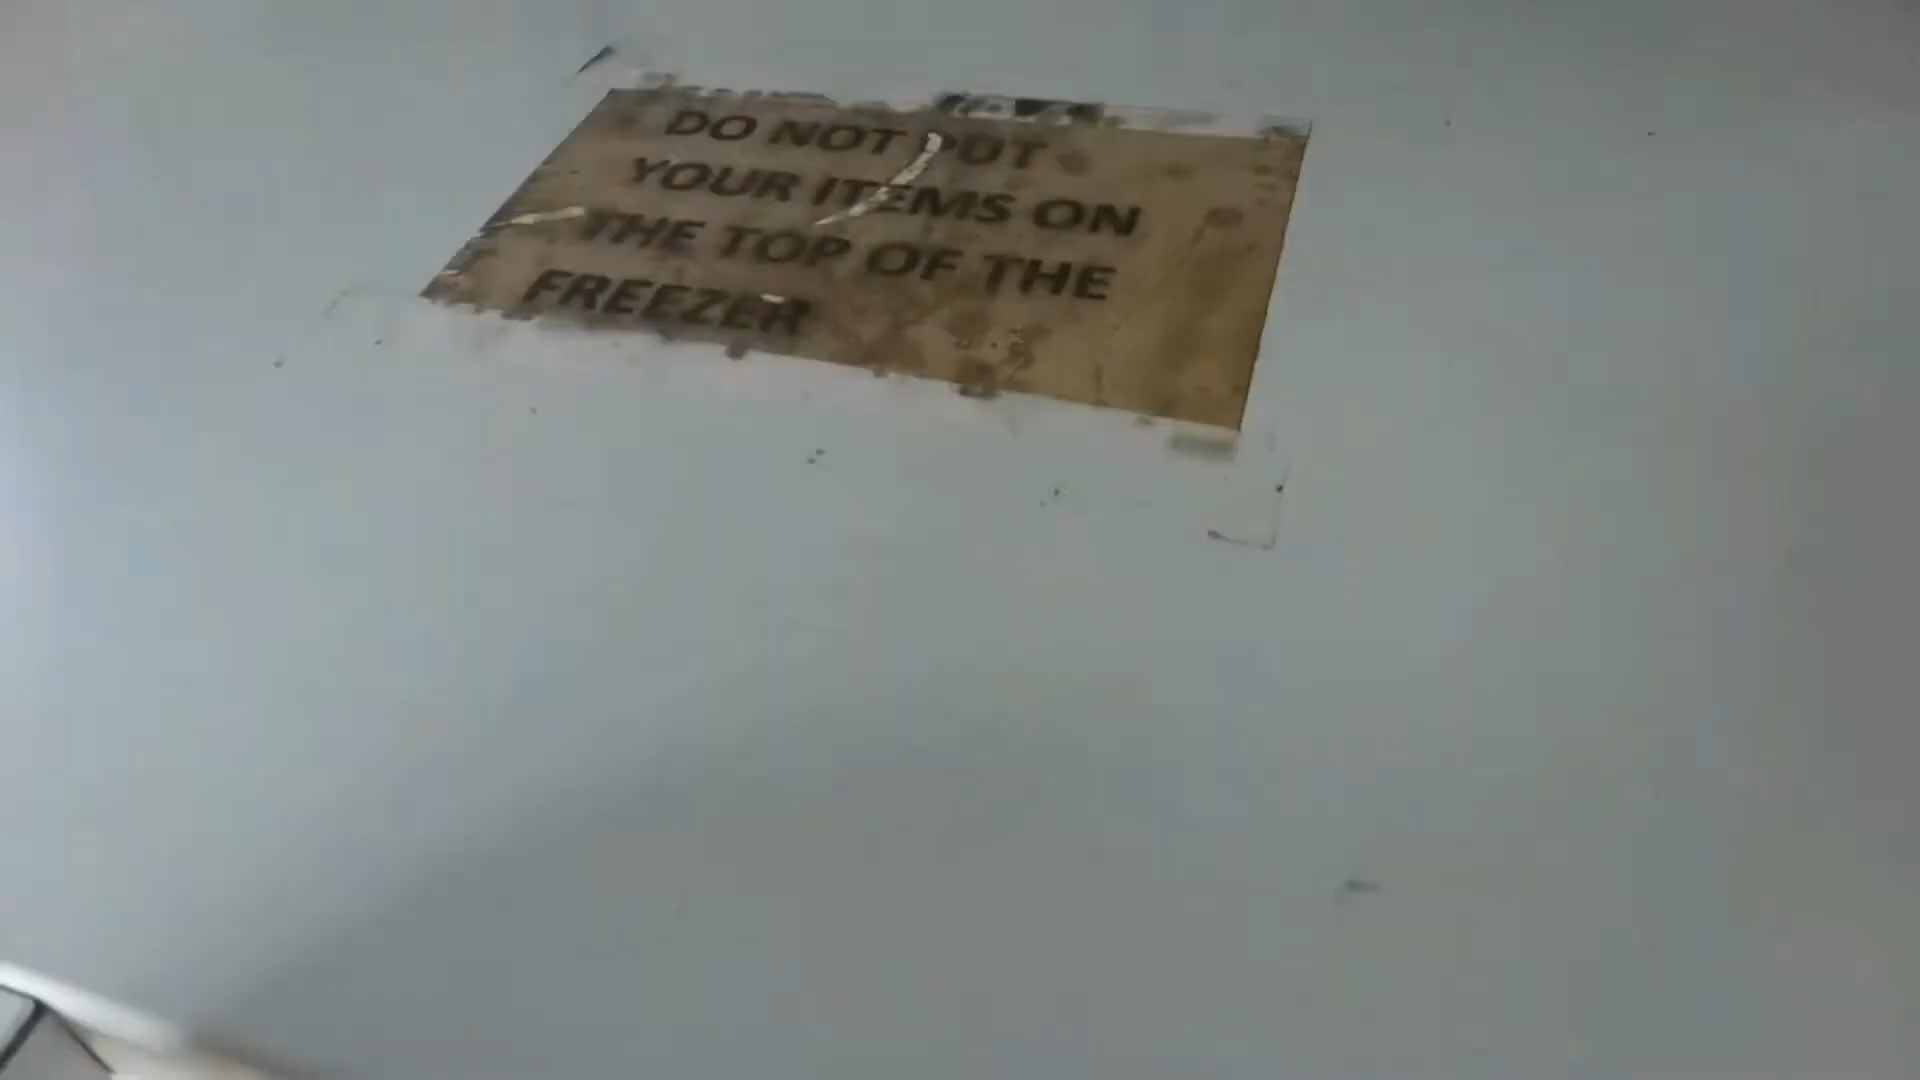 DO NOT PUT
YOUR ITEMS ON
THE TOP OF THE
FREEZER